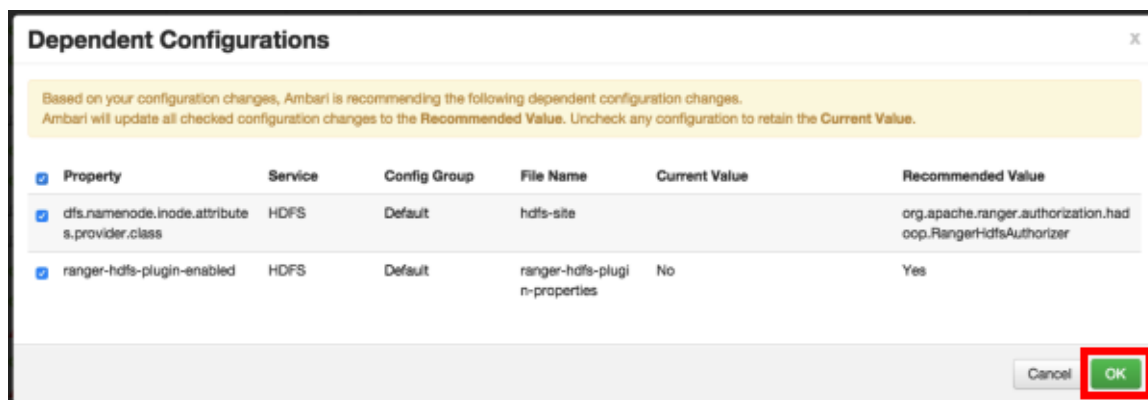 Dependent Configurations
x
Based on your configuration changes, Ambari is recommending the following dependent configuration changes.
Ambari will update all checked configuration changes to the Recommended Value. Uncheck any configuration to retain the Current Value.
Property Service Config Group File Name Current Value Recommended Value
dfs.namenode.inode.attribute HDFS Default hdfs-site org.apache.ranger.authorization.had
s.provider.class oop.RangerHdfsAuthorizer
ranger-hdfs-plugin-enabled HDFS Default ranger-hdfs-plugi No Yes
n-properties
Cancel OK